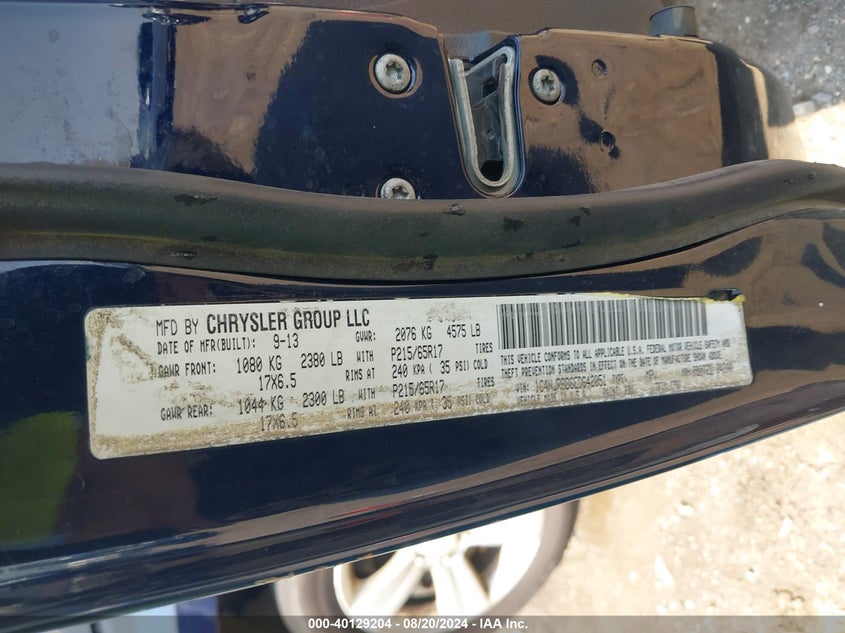 MFD BY CHRYSLER GROUP LLC
DATE OF MFR(BUILT): 9-13 GVWR: 2076 KG 4575 LB
GAWR FRONT: 1080 KG 2380 LB WITH P215/65R17 TIRES
17X6.5 RIMS AT 240 KPA ( 35 PSI) COLD
GAWR REAR: 1044 KG 2300 LB WITH P215/65R17 TIRES
17X6.5 RIMS AT 240 KPA ( 35 PSI) COLD
THIS VEHICLE CONFORMS TO ALL APPLICABLE U.S.A. FEDERAL MOTOR VEHICLE SAFETY AND
THEFT PREVENTION STANDARDS IN EFFECT ON THE DATE OF MANUFACTURE SHOWN ABOVE.
VIN:
000-40129204 - 08/20/2024 - IAA Inc.